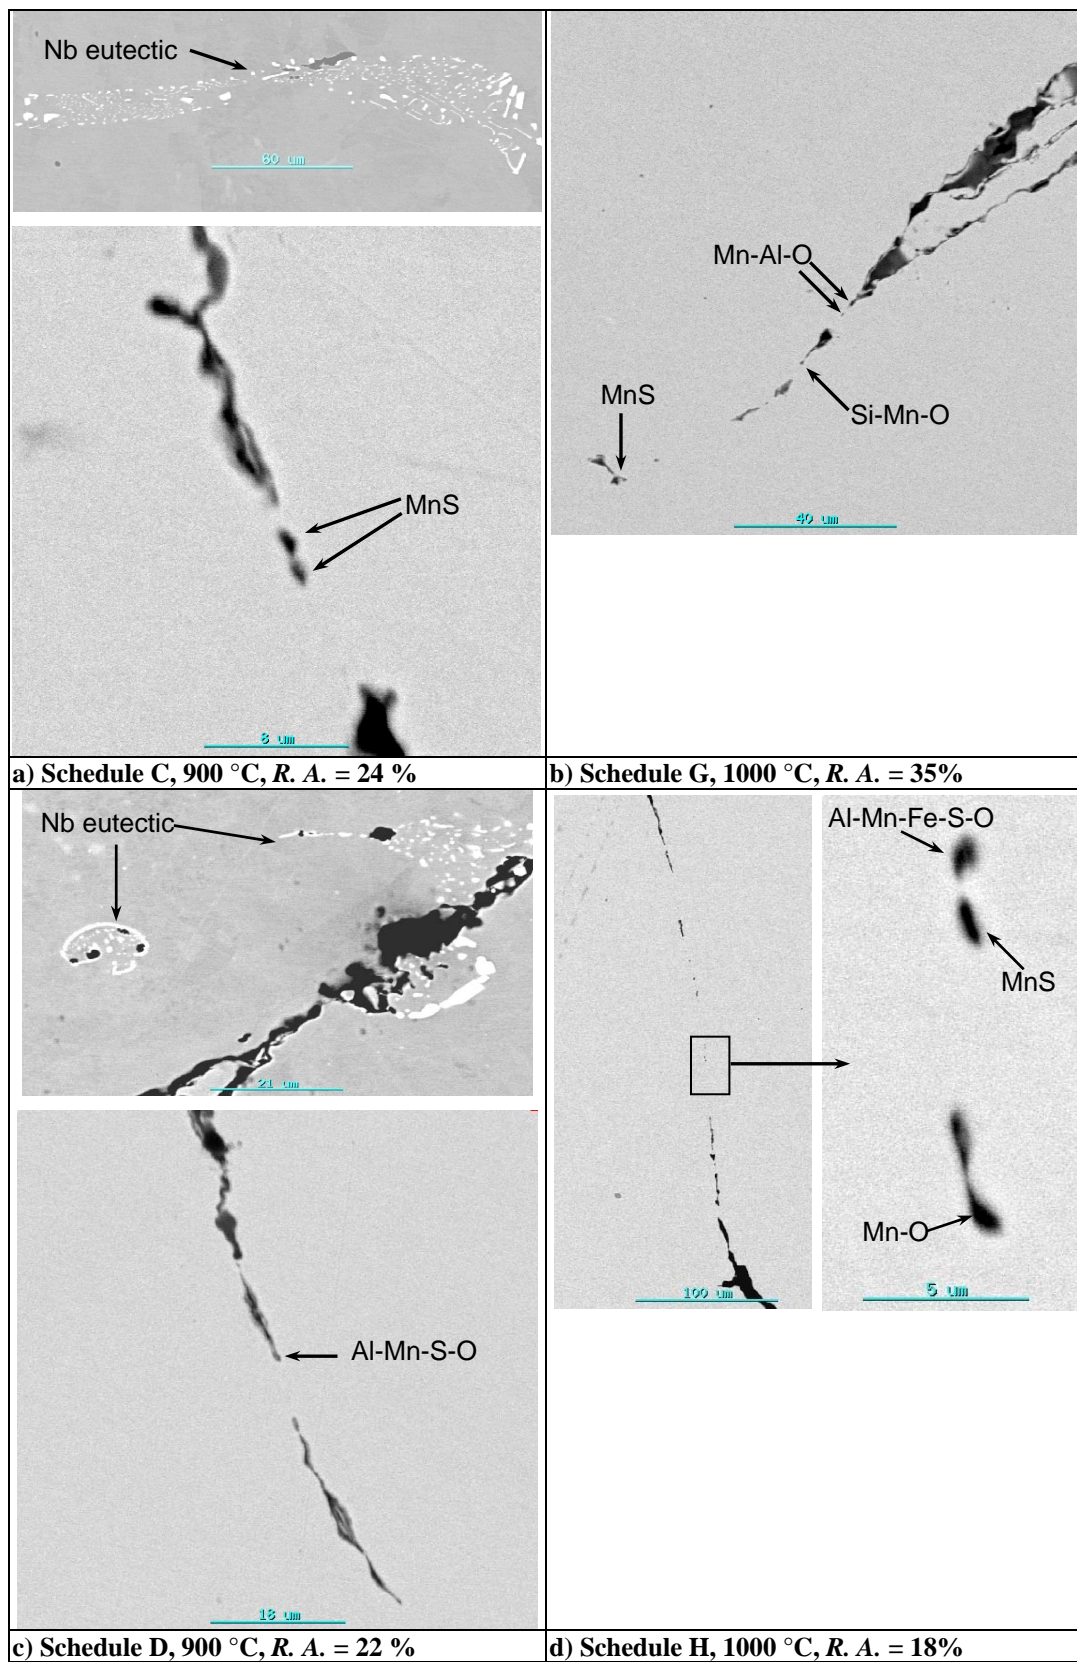 Nb eutectic
60 um
MnS
8 um
a) Schedule C, 900 °C, R. A. = 24 %
Mn-Al-O
MnS
Si-Mn-O
40 um
b) Schedule G, 1000 °C, R. A. = 35%
Nb eutectic
21 um
Al-Mn-S-O
18 um
c) Schedule D, 900 °C, R. A. = 22 %
Al-Mn-Fe-S-O
MnS
Mn-O
100 um
5 um
d) Schedule H, 1000 °C, R. A. = 18%